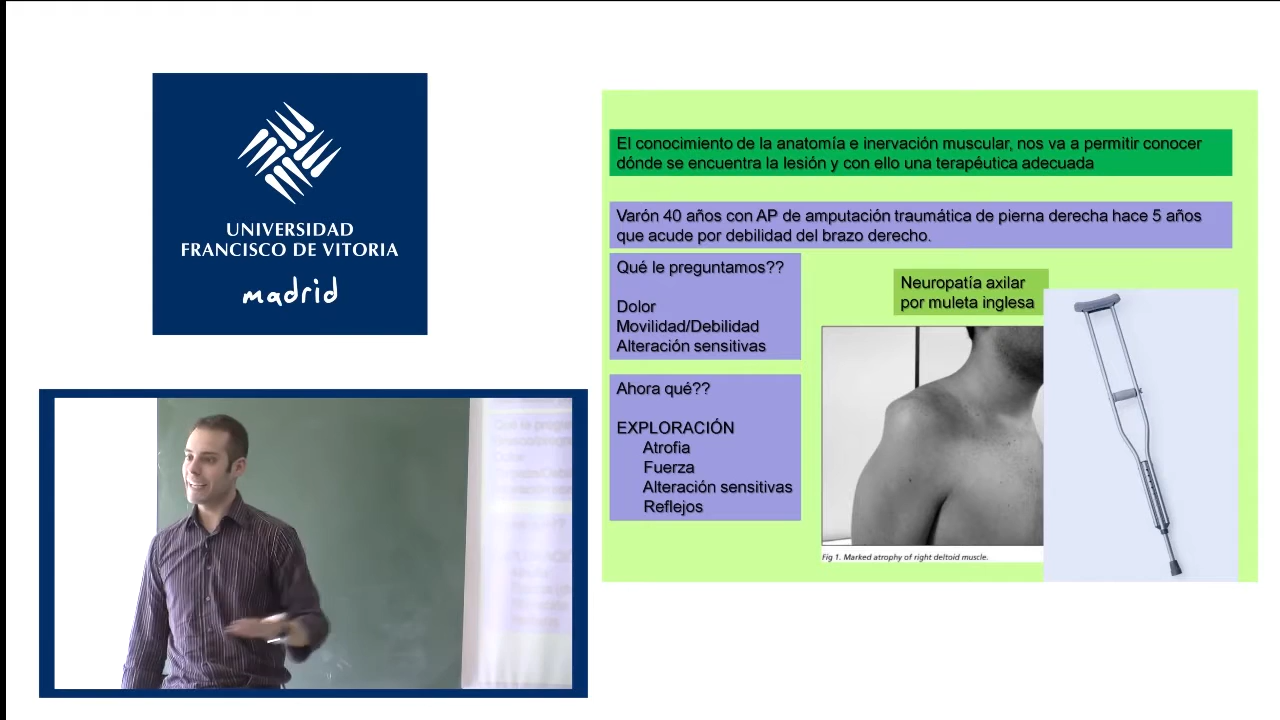 UNIVERSIDAD
FRANCISCO DE VITORIA
madrid
El conocimiento de la anatomía e inervación muscular, nos va a permitir conocer
dónde se encuentra la lesión y con ello una terapéutica adecuada
Varón 40 años con AP de amputación traumática de pierna derecha hace 5 años
que acude por debilidad del brazo derecho.
Qué le preguntamos??
Dolor
Movilidad/Debilidad
Alteración sensitivas
Ahora qué??
EXPLORACIÓN
Atrofia
Fuerza
Alteración sensitivas
Reflejos
Neuropatía axilar
por muleta inglesa
Fig 1. Marked atrophy of right deltoid muscle.